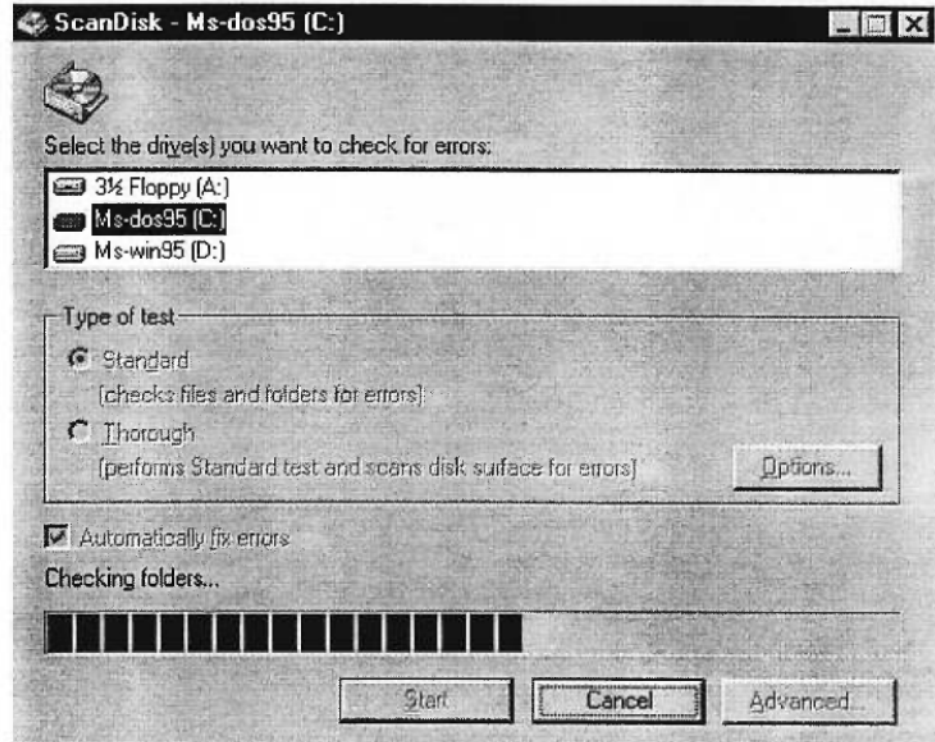 ScanDisk - Ms-dos95 (C:)
Select the drive(s) you want to check for errors:
3½ Floppy (A:)
Ms-dos95 (C:)
Ms-win95 (D:)
Type of test
Standard
(checks files and folders for errors)
Thorough
(performs Standard test and scans disk surface for errors)
Options...
Automatically fix errors
Checking folders...
Start Cancel Advanced...